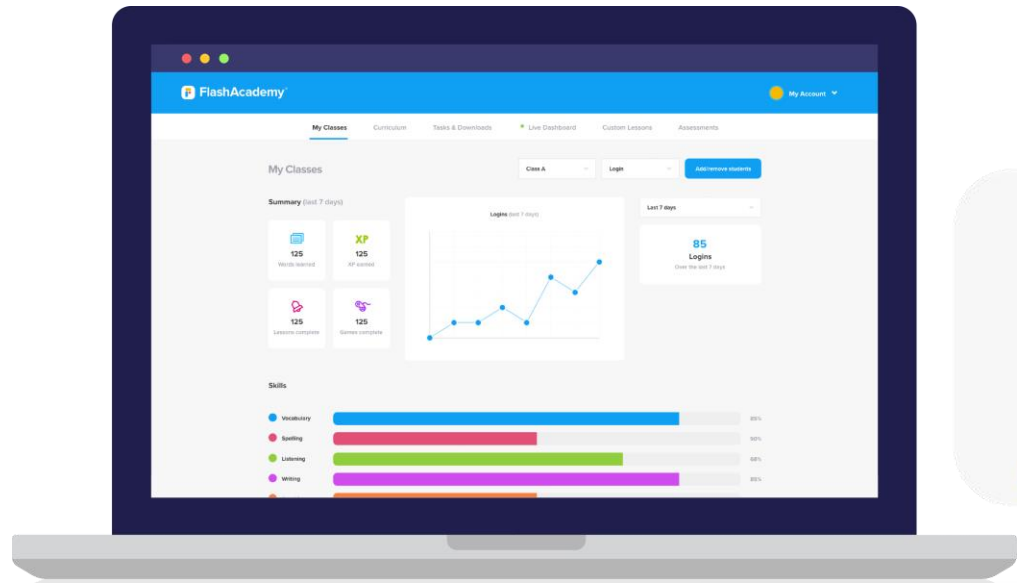 FlashAcademy
My Account
My Classes Curriculum Tasks & Downloads Live Dashboard Custom Lessons Assessments
My Classes
Class A Login Add/remove students
Summary (last 7 days)
Logins (last 7 days)
Last 7 days
125
Words learned
XP
125
XP earned
85
Logins
Over the last 7 days
125
Lessons complete
125
Games complete
Skills
Vocabulary 85%
Spelling
Listening
Writing 85%